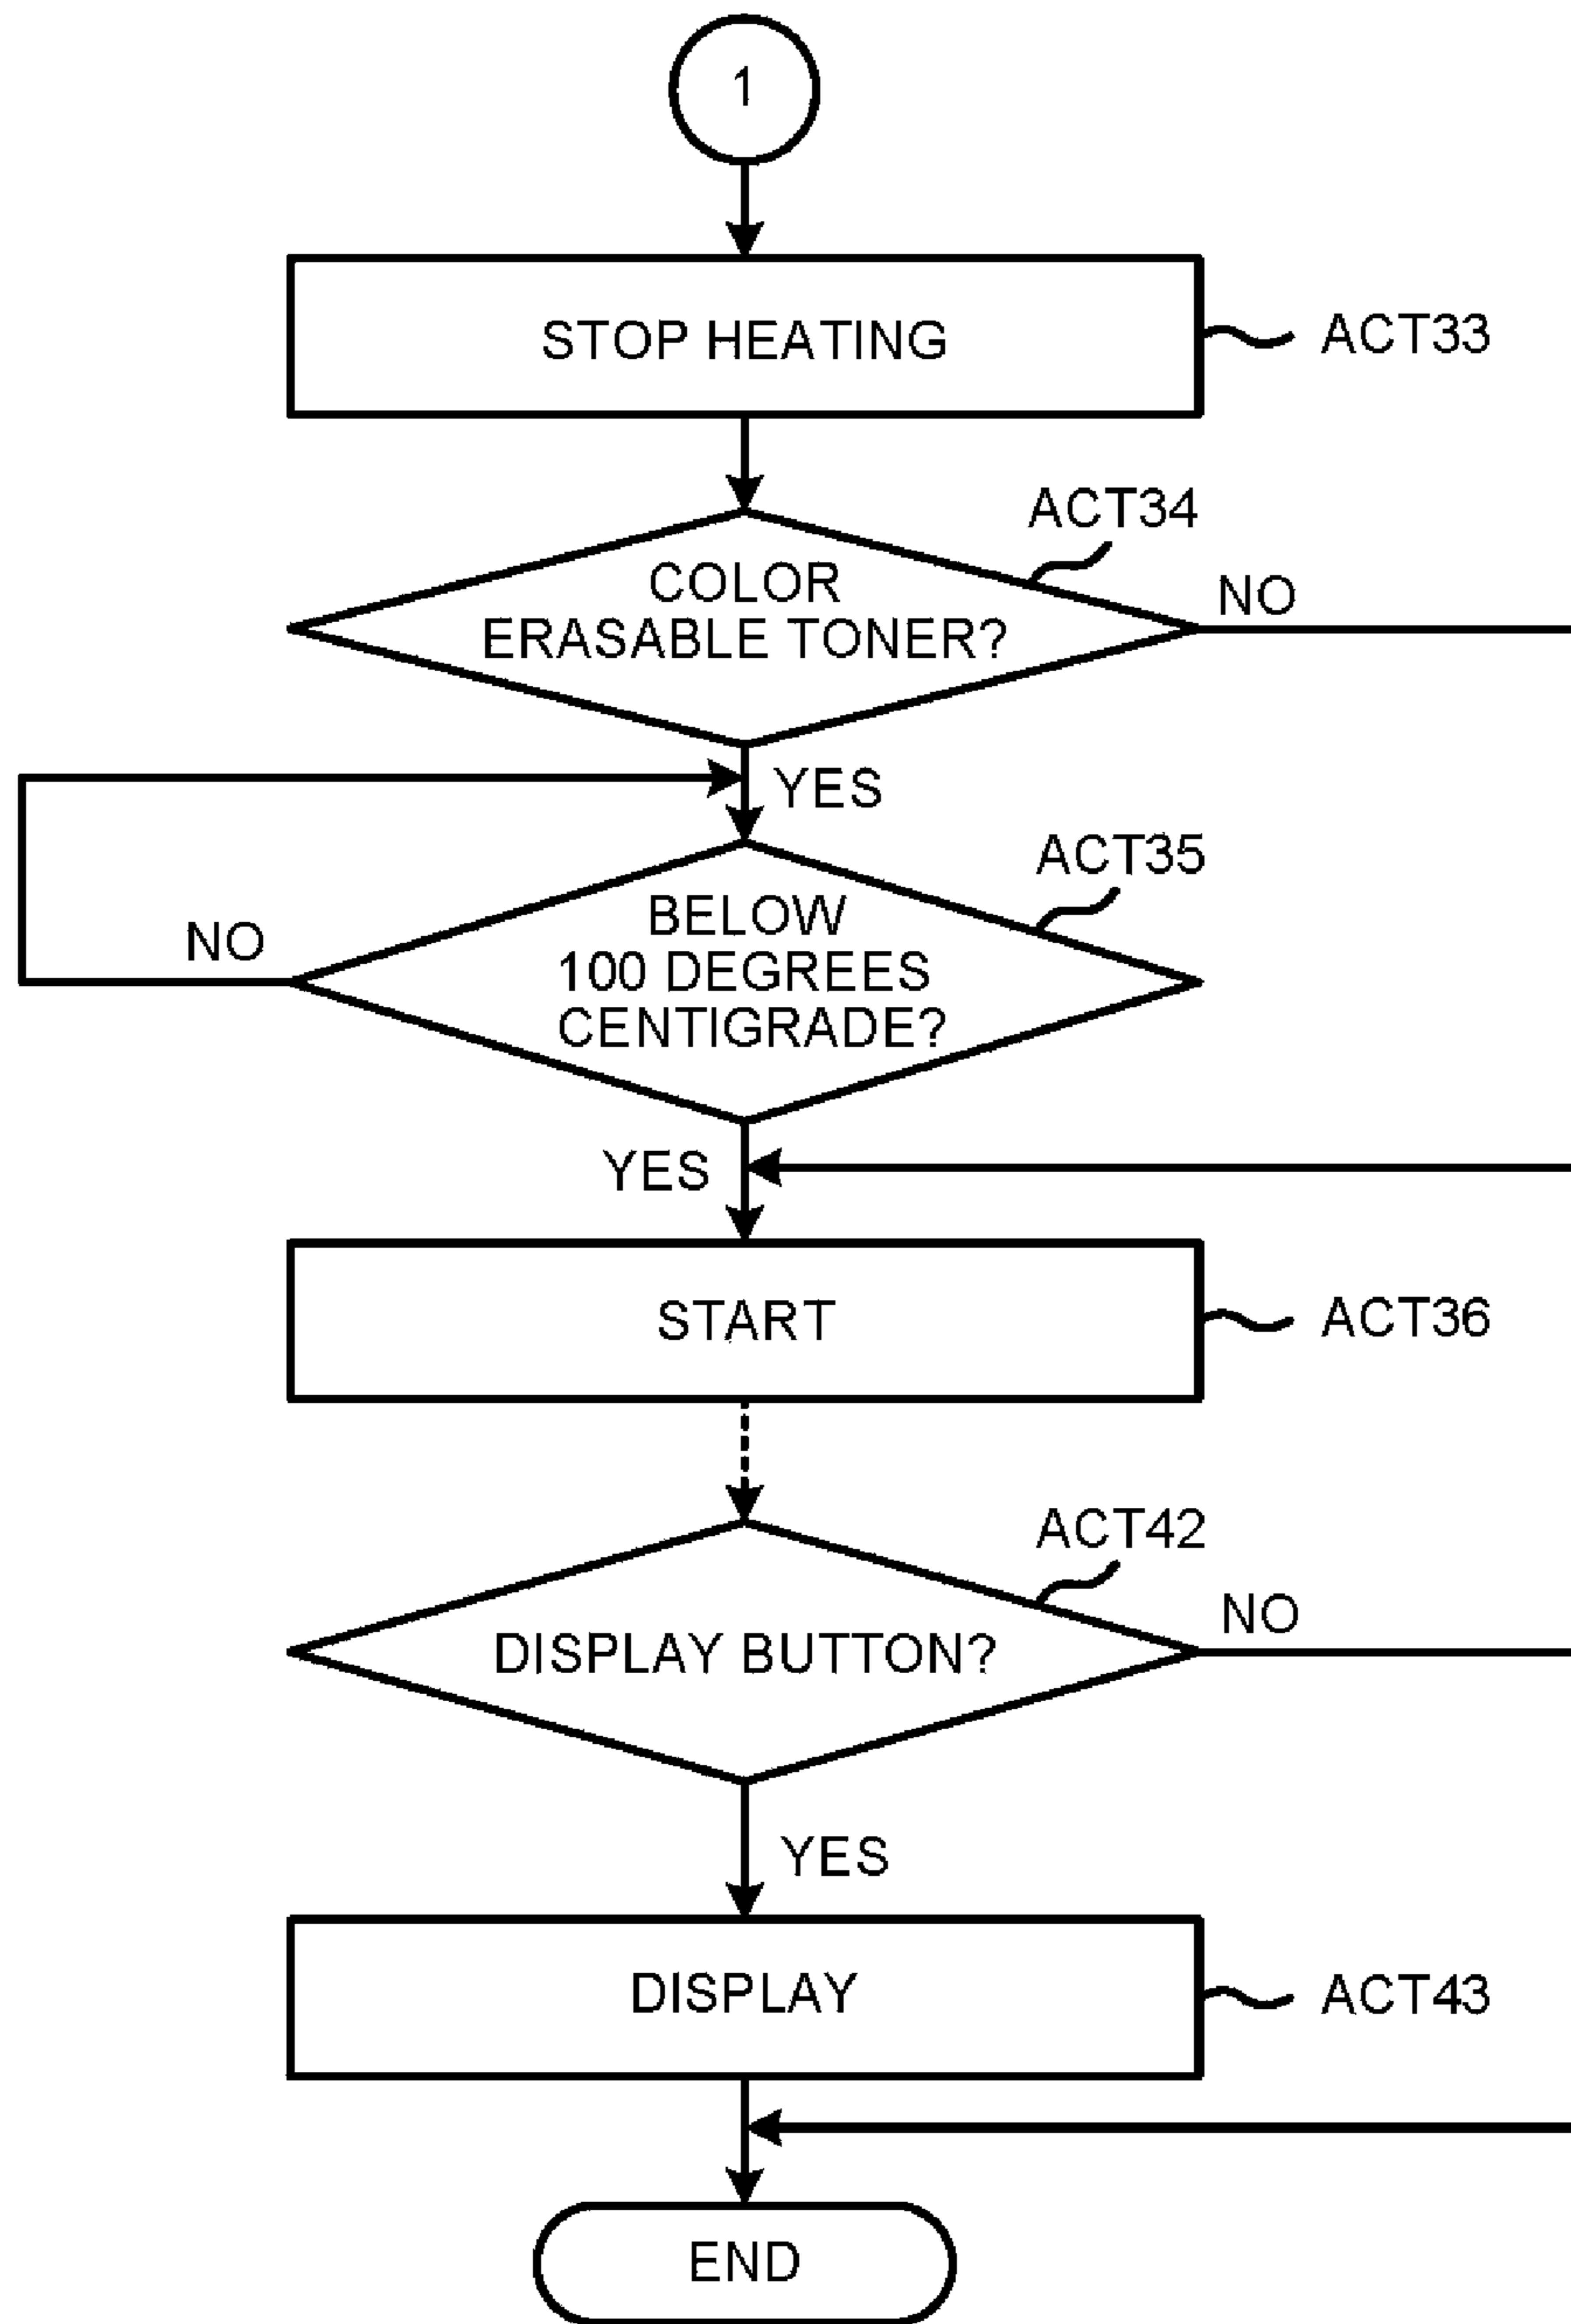 1
STOP HEATING
ACT33
ACT34
COLOR
ERASABLE TONER?
NO
YES
ACT35
BELOW
100 DEGREES
CENTIGRADE?
NO
YES
START
ACT36
ACT42
DISPLAY BUTTON?
NO
YES
DISPLAY
ACT43
END